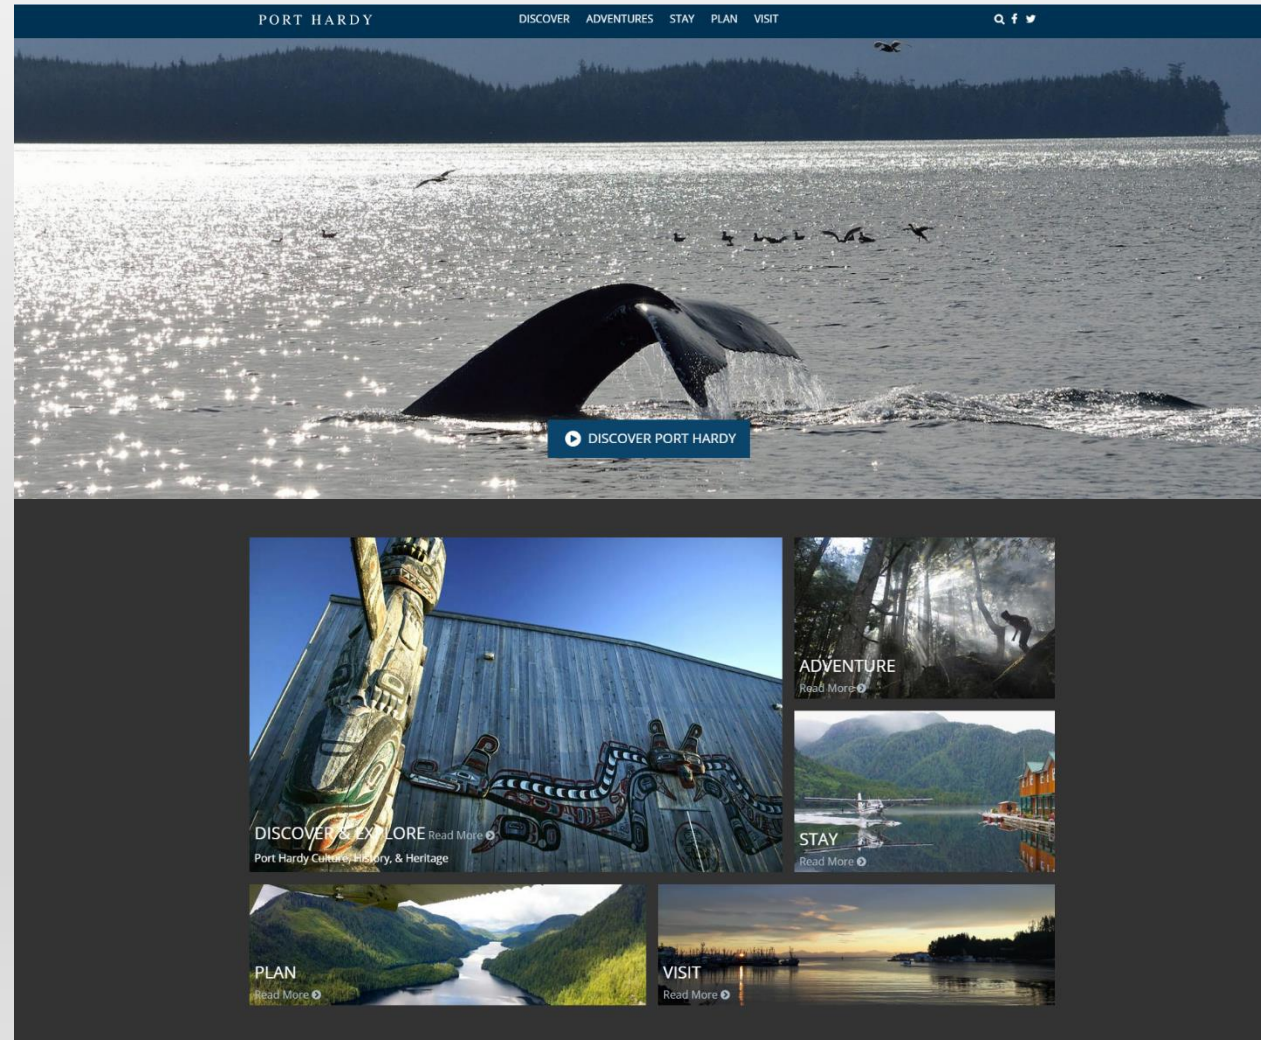 PORT HARDY
DISCOVER ADVENTURES STAY PLAN VISIT
DISCOVER PORT HARDY
DISCOVER & EXPLORE Read More
Port Hardy Culture, History, & Heritage
ADVENTURE
Read More
STAY
Read More
PLAN
Read More
VISIT
Read More